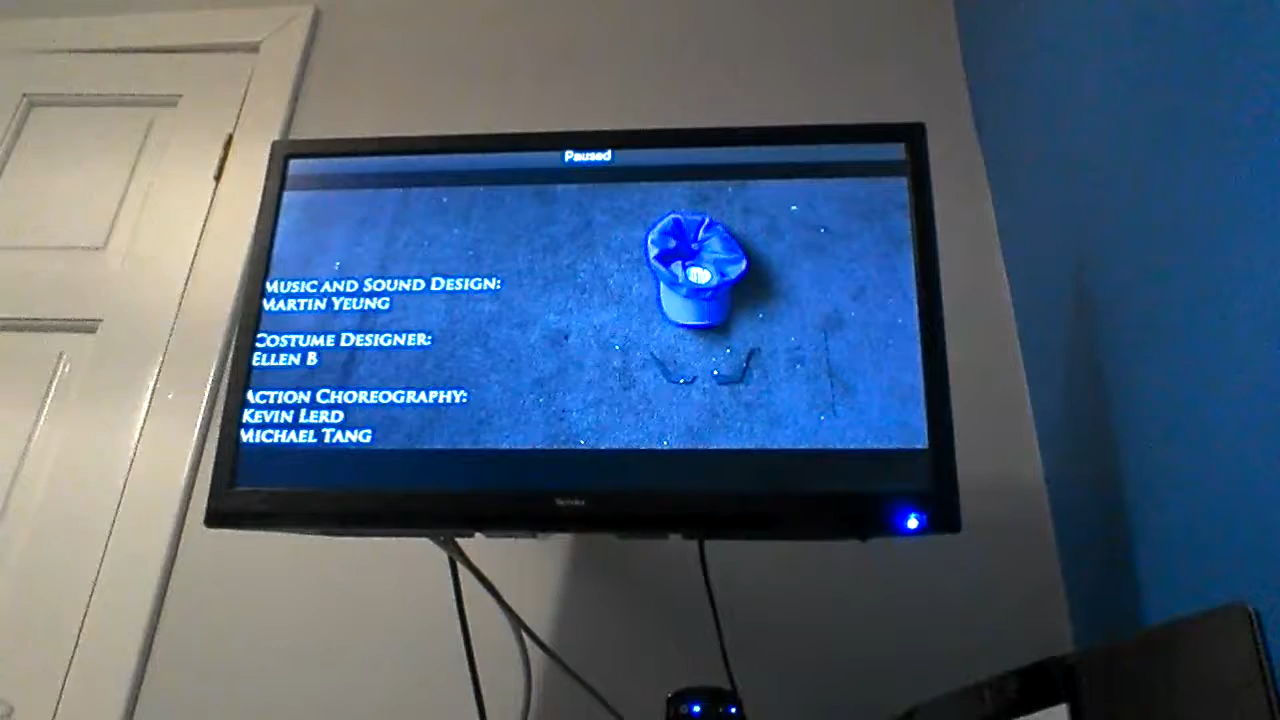 Paused
MUSIC AND SOUND DESIGN:
MARTIN YEUNG
COSTUME DESIGNER:
ELLEN B
ACTION CHOREOGRAPHY:
KEVIN LERD
MICHAEL TANG